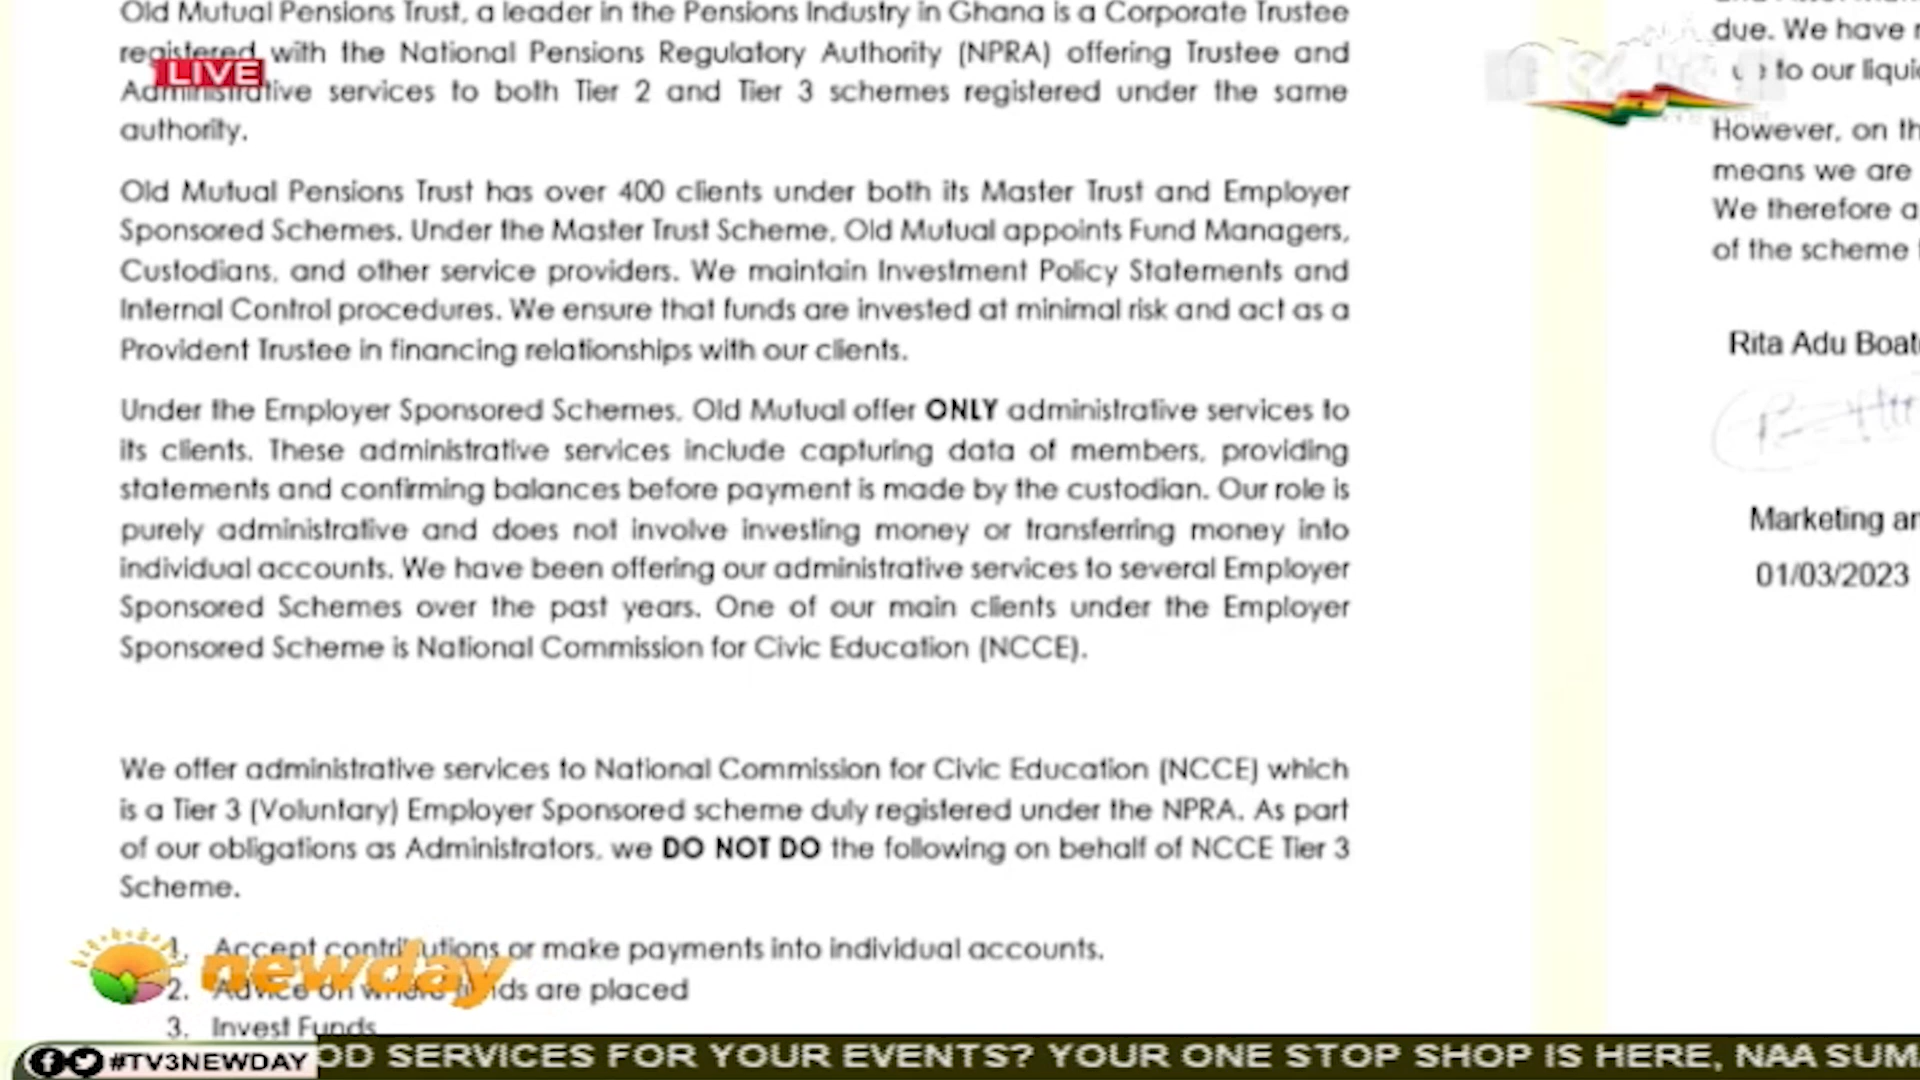 Old Mutual Pensions Trust, a leader in the Pensions Industry in Ghana is a Corporate Trustee
registered with the National Pensions Regulatory Authority (NPRA) offering Trustee and
Administrative services to both Tier 2 and Tier 3 schemes registered under the same
authority.
LIVE
Old Mutual Pensions Trust has over 400 clients under both its Master Trust and Employer
Sponsored Schemes. Under the Master Trust Scheme, Old Mutual appoints Fund Managers,
Custodians, and other service providers. We maintain Investment Policy Statements and
Internal Control procedures. We ensure that funds are invested at minimal risk and act as a
Provident Trustee in financing relationships with our clients.
Under the Employer Sponsored Schemes, Old Mutual offer ONLY administrative services to
its clients. These administrative services include capturing data of members, providing
statements and confirming balances before payment is made by the custodian. Our role is
purely administrative and does not involve investing money or transferring money into
individual accounts. We have been offering our administrative services to several Employer
Sponsored Schemes over the past years. One of our main clients under the Employer
Sponsored Scheme is National Commission for Civic Education (NCCE).
We offer administrative services to National Commission for Civic Education (NCCE) which
is a Tier 3 (Voluntary) Employer Sponsored scheme duly registered under the NPRA. As part
of our obligations as Administrators, we DO NOT DO the following on behalf of NCCE Tier 3
Scheme.
1. Accept contributions or make payments into individual accounts.
2. Advice on where funds are placed
3. Invest Funds
newday
due. We have
to our
However, on
means we are
We therefore
of the scheme
Rita Adu
Marketing
01/03/2023
#TV3NEWDAY
OD SERVICES FOR YOUR EVENTS? YOUR ONE STOP SHOP IS HERE, NAA SUM